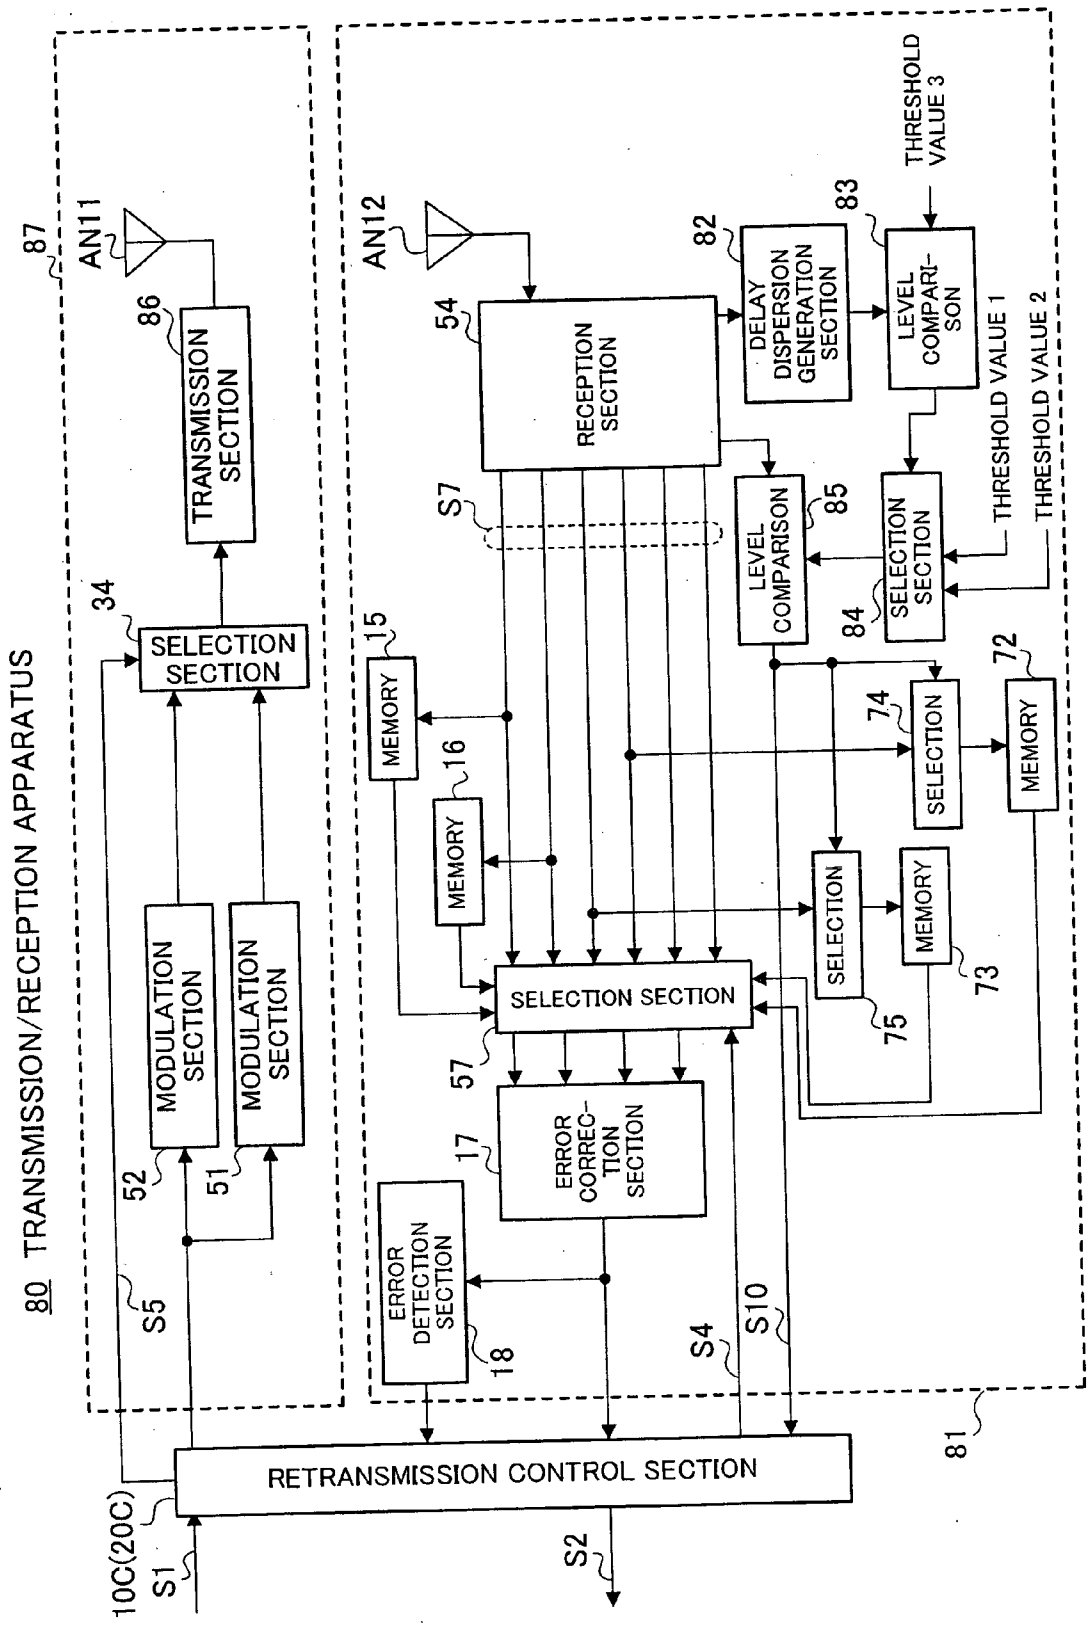 80 TRANSMISSION/RECEPTION APPARATUS
87
AN11
86
TRANSMISSION
SECTION
34
SELECTION
SECTION
52
MODULATION
SECTION
51
MODULATION
SECTION
S5
10C(20C)
S1
S2
RETRANSMISSION CONTROL SECTION
AN12
54
RECEPTION
SECTION
S7
15
MEMORY
16
MEMORY
57
SELECTION SECTION
17
ERROR
CORREC-
TION
SECTION
ERROR
DETECTION
SECTION
18
S4
S10
82
DELAY
DISPERSION
GENERATION
SECTION
83
LEVEL
COMPARI-
SON
THRESHOLD
VALUE 3
LEVEL
COMPARISON
85
84
SELECTION
SECTION
THRESHOLD VALUE 1
THRESHOLD VALUE 2
74
SELECTION
72
MEMORY
SELECTION
75
MEMORY
73
81